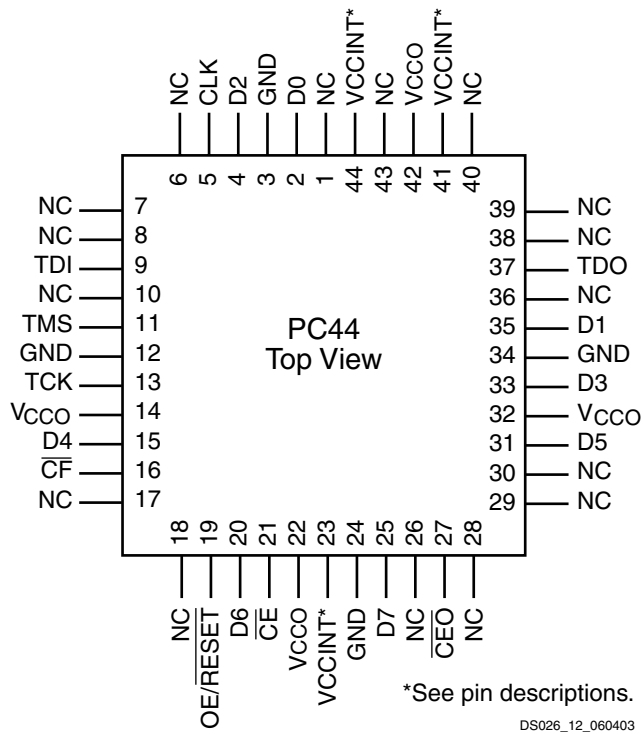 NC
CLK
D2
GND
D0
NC
VCCINT*
NC
VCCO
VCCINT*
NC
6 5 4 3 2 1 44 43 42 41 40
NC 7 39 NC
NC 8 38 NC
TDI 9 37 TDO
NC 10 36 NC
TMS 11 35 D1
GND 12 34 GND
TCK 13 33 D3
VCCO 14 32 VCCO
D4 15 31 D5
CF 16 30 NC
NC 17 29 NC
PC44
Top View
18 19 20 21 22 23 24 25 26 27 28
NC
OE/RESET
D6
CE
VCCO
VCCINT*
GND
D7
NC
CEO
NC
*See pin descriptions.
DS026_12_060403